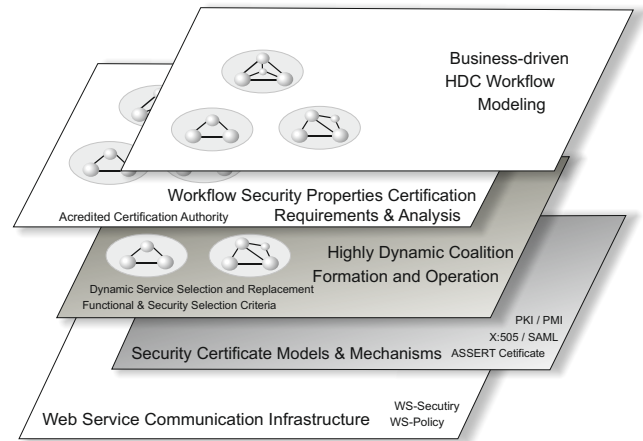 Business-driven
HDC Workflow
Modeling
Workflow Security Properties Certification
Accredited Certification Authority
Requirements & Analysis
Highly Dynamic Coalition
Formation and Operation
Dynamic Service Selection and Replacement
Functional & Security Selection Criteria
PKI / PMI
X:505 / SAML
Security Certificate Models & Mechanisms
ASSERT Cetificate
Web Service Communication Infrastructure
WS-Secutiry
WS-Policy